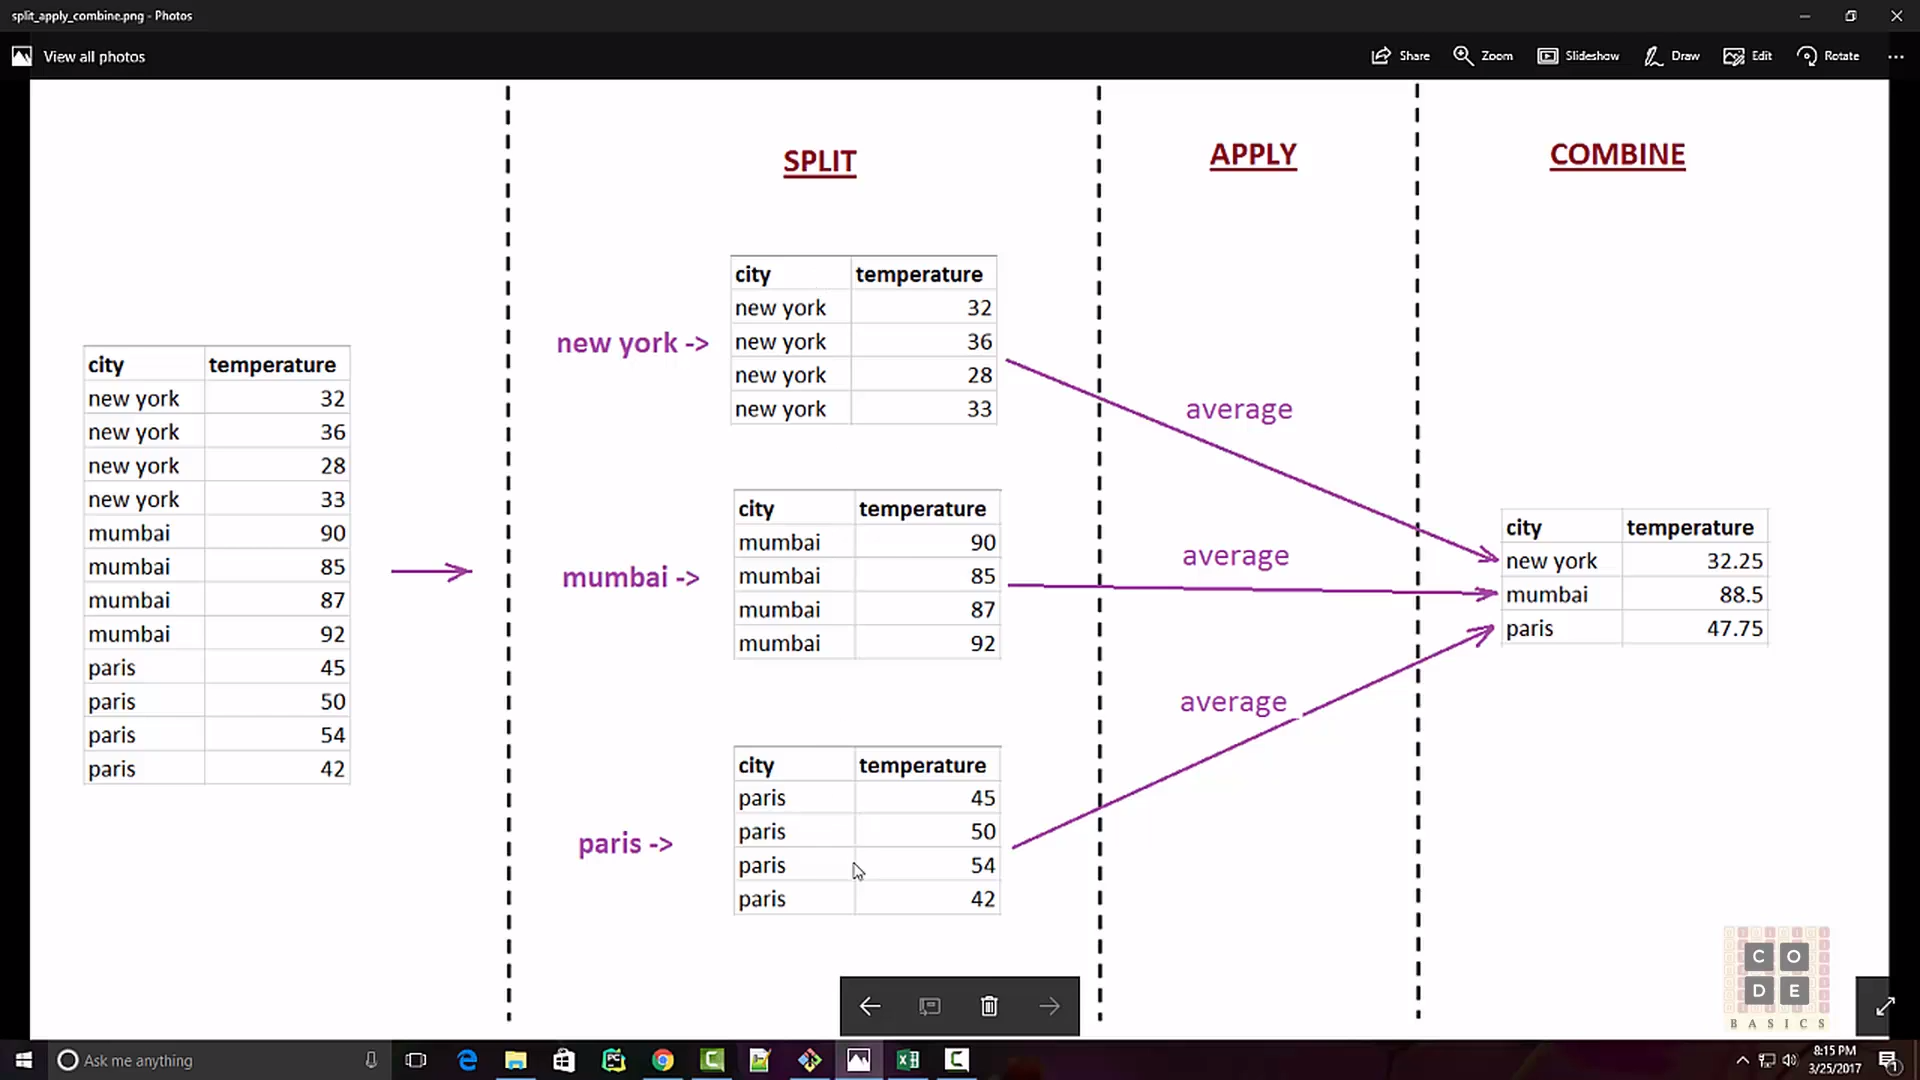 split_apply_combine.png - Photos
View all photos
Share Zoom Slideshow Draw Edit Rotate
SPLIT
APPLY
COMBINE
city temperature
new york 32
new york 36
new york 28
new york 33
mumbai 90
mumbai 85
mumbai 87
mumbai 92
paris 45
paris 50
paris 54
paris 42
new york ->
city temperature
new york 32
new york 36
new york 28
new york 33
mumbai ->
city temperature
mumbai 90
mumbai 85
mumbai 87
mumbai 92
paris ->
city temperature
paris 45
paris 50
paris 54
paris 42
average
average
average
city temperature
new york 32.25
mumbai 88.5
paris 47.75
C O
D E
BASICS
Ask me anything
8:15 PM
3/25/2017